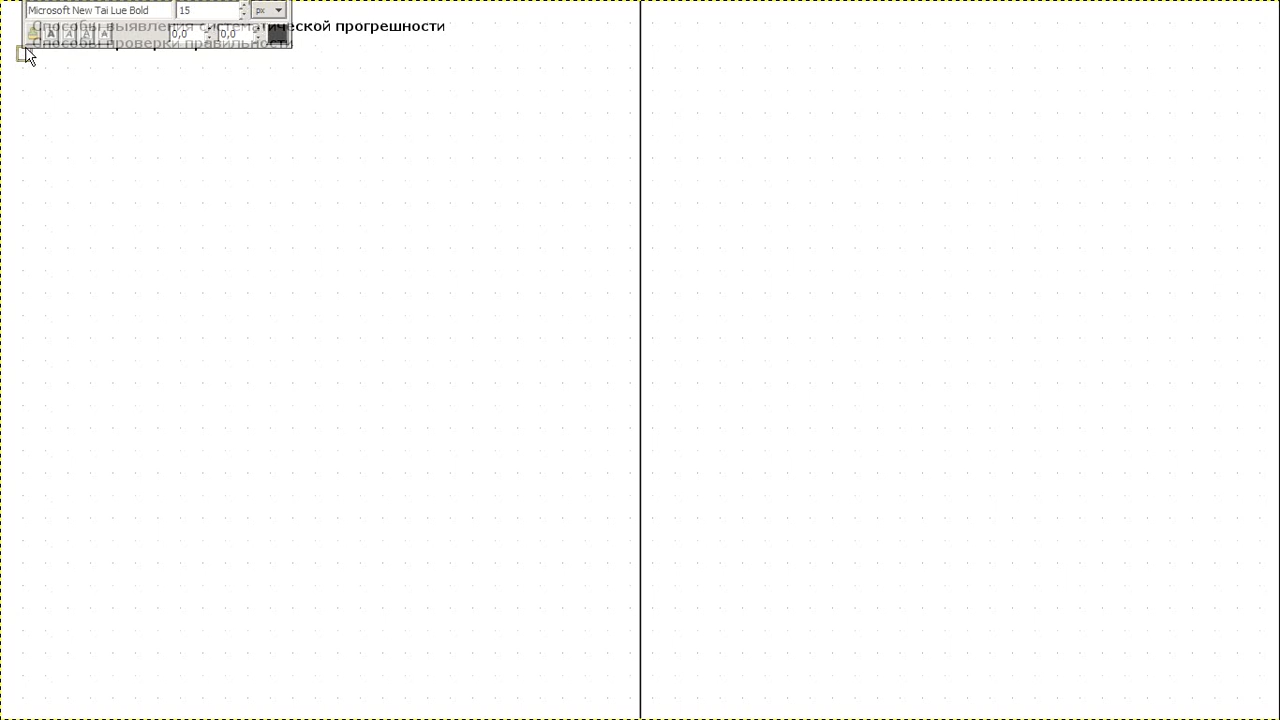 Microsoft New Tai Lue Bold 15 px
Способы выявления систематической прогрешности
A A A A 0,0 0,0
Способы проверки правильности